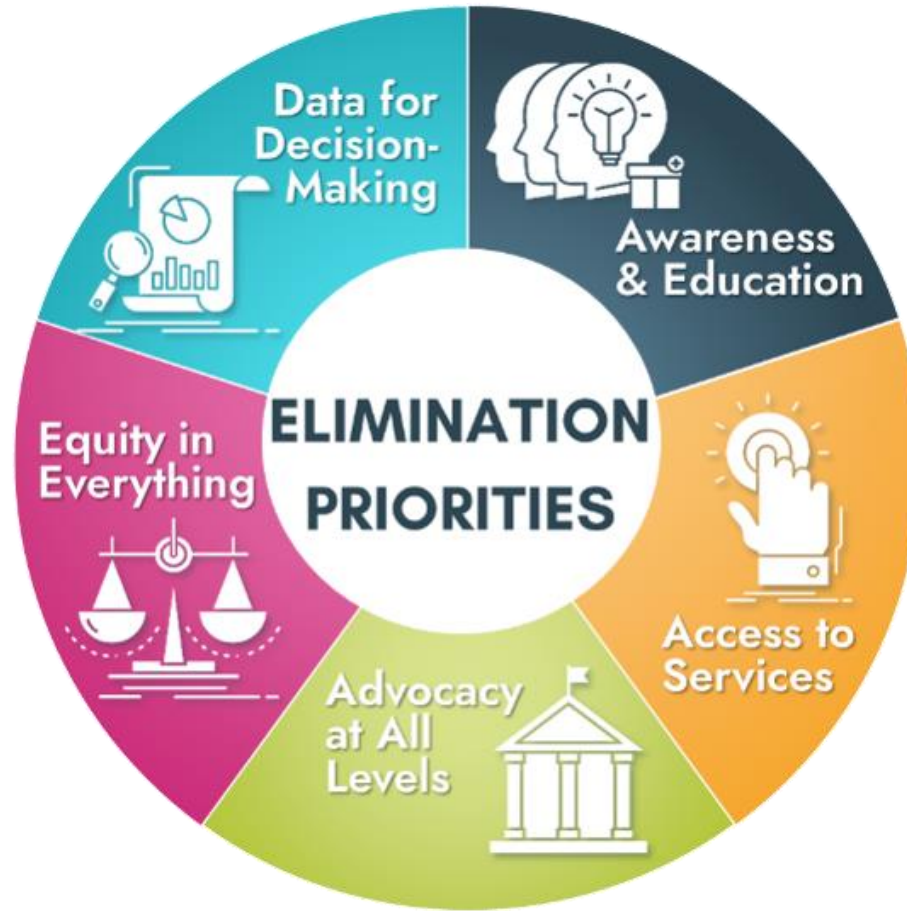 Data for
Decision-
Making
Awareness
& Education
Equity in
Everything
ELIMINATION
PRIORITIES
Access to
Services
Advocacy
at All
Levels